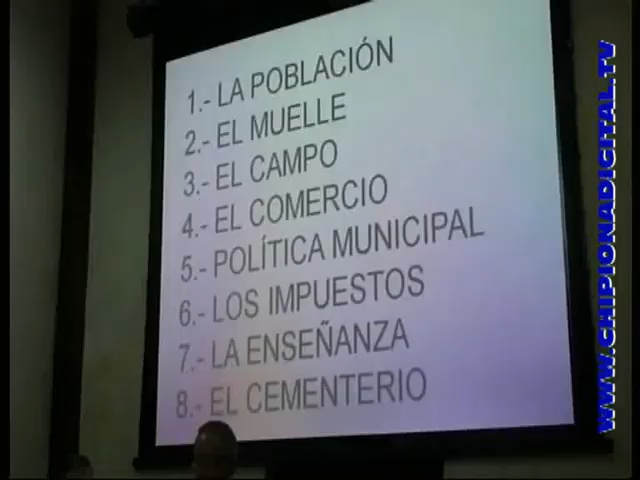 1.- LA POBLACIÓN
2.- EL MUELLE
3.- EL CAMPO
4.- EL COMERCIO
5.- POLÍTICA MUNICIPAL
6.- LOS IMPUESTOS
7.- LA ENSEÑANZA
8.- EL CEMENTERIO
WWW.CHIPIONADIGITAL.TV